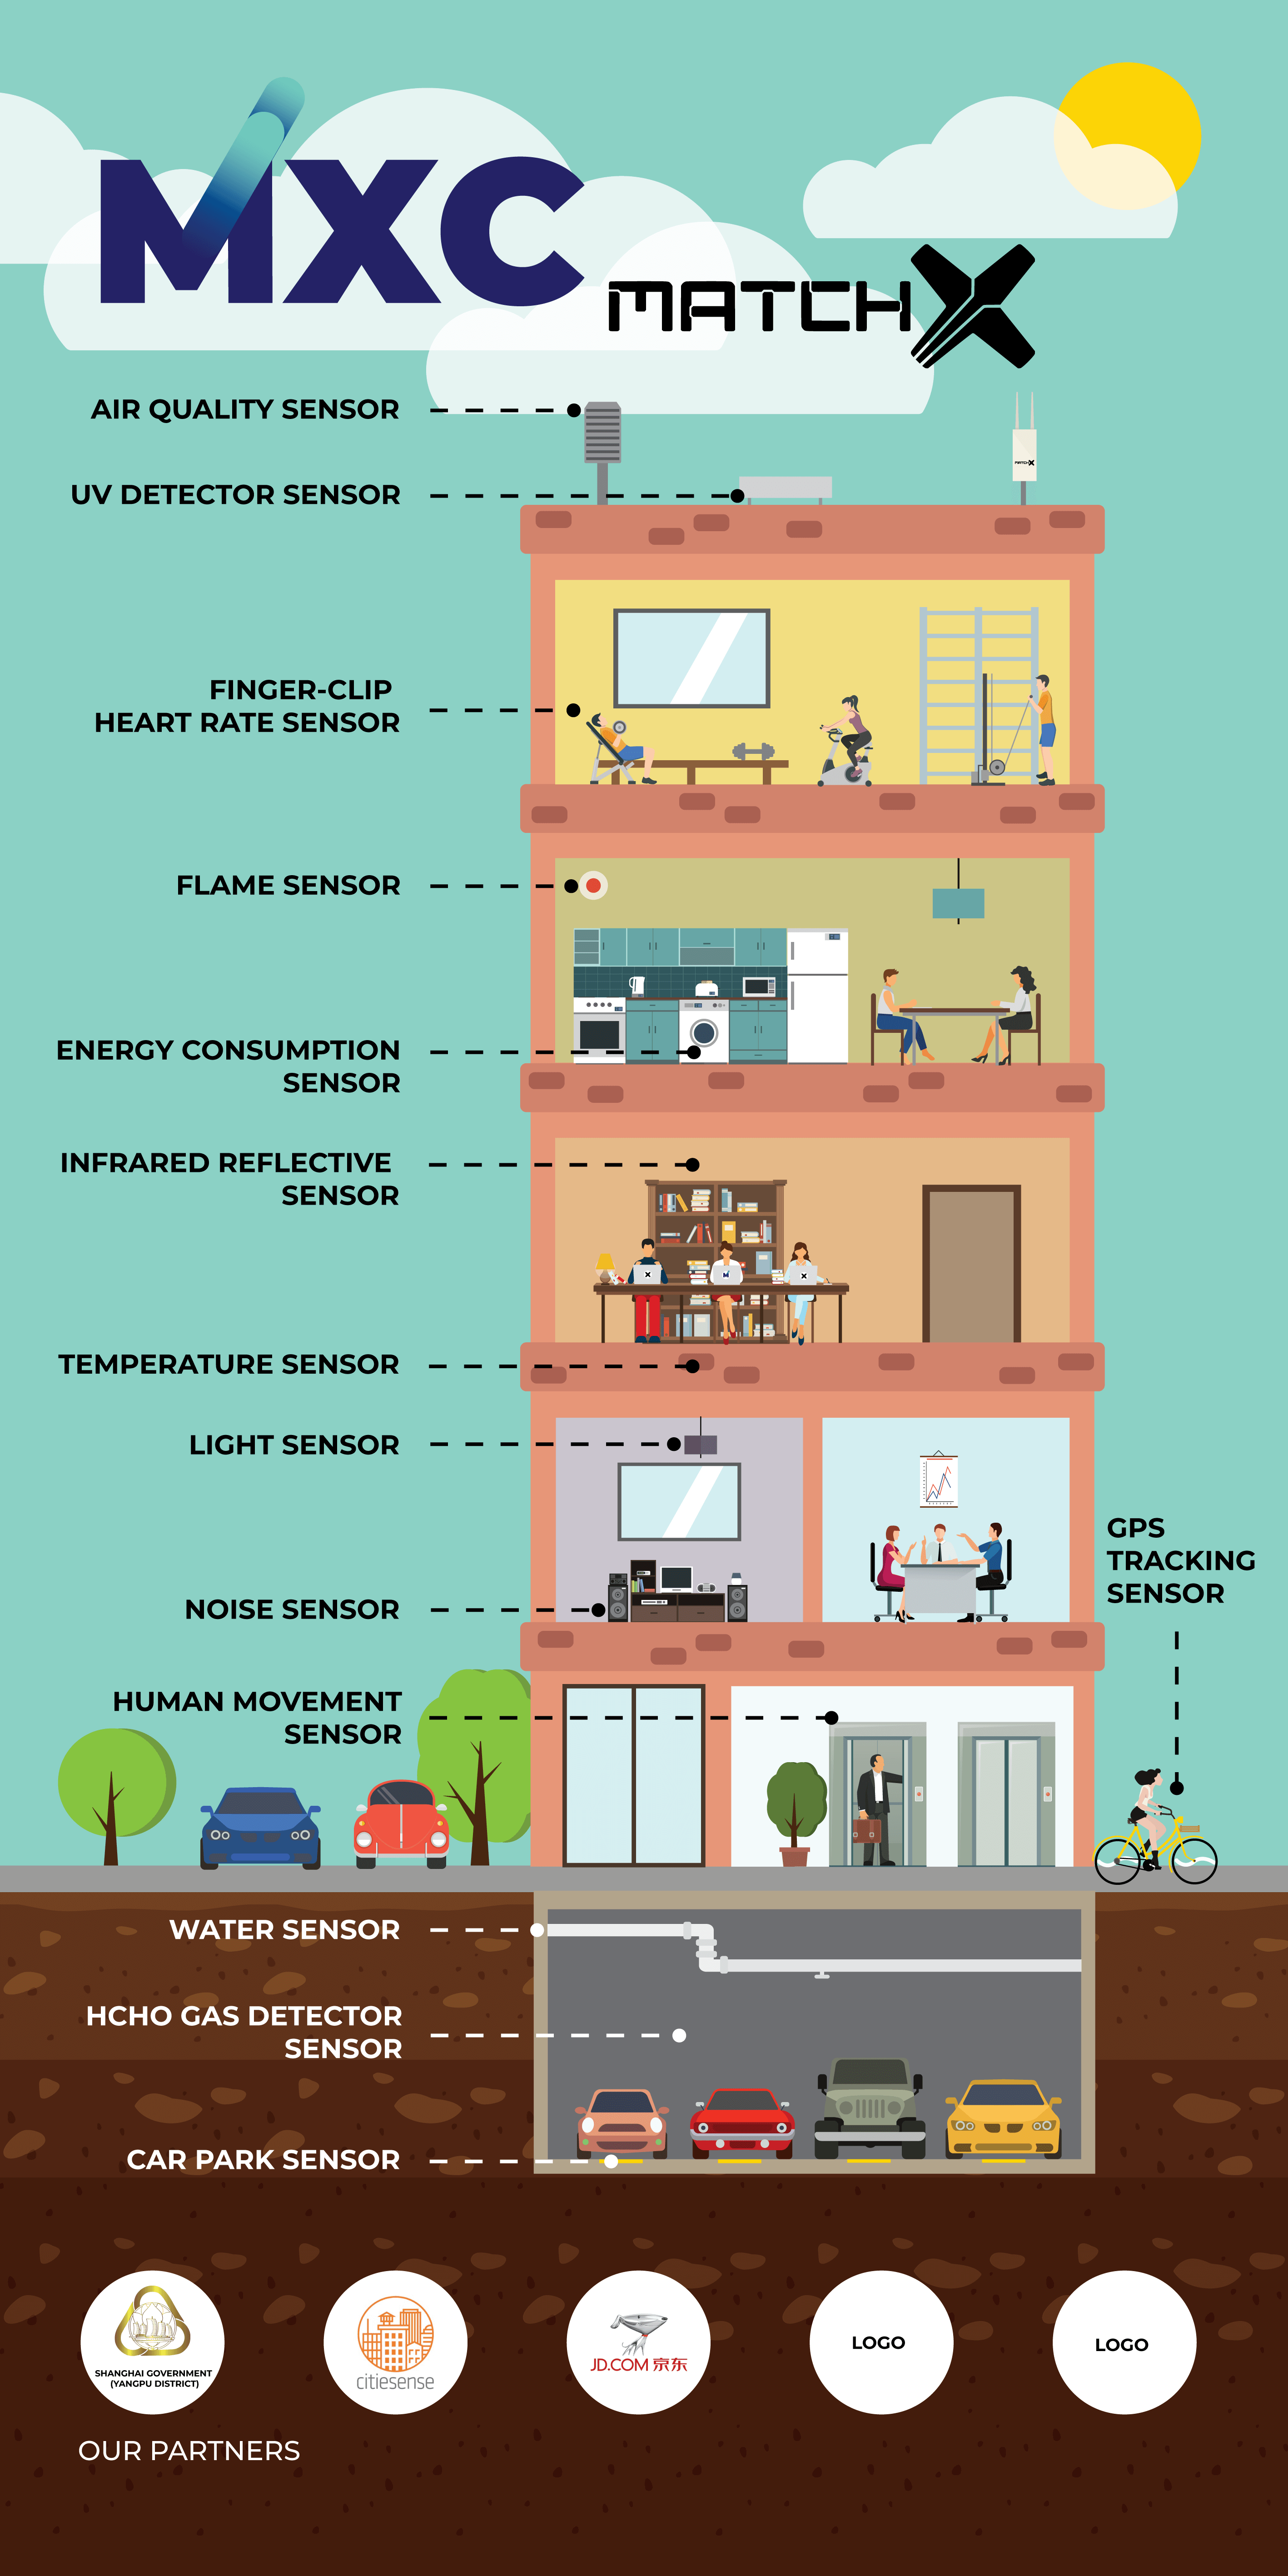 MXC
MATCHX
AIR QUALITY SENSOR
MATCHX
UV DETECTOR SENSOR
FINGER-CLIP
HEART RATE SENSOR
FLAME SENSOR
ENERGY CONSUMPTION
SENSOR
INFRARED REFLECTIVE
SENSOR
TEMPERATURE SENSOR
LIGHT SENSOR
GPS
TRACKING
SENSOR
NOISE SENSOR
HUMAN MOVEMENT
SENSOR
WATER SENSOR
HCHO GAS DETECTOR
SENSOR
CAR PARK SENSOR
SHANGHAI GOVERNMENT
(YANGPU DISTRICT)
citiesense
JD.COM 京东
LOGO
LOGO
OUR PARTNERS